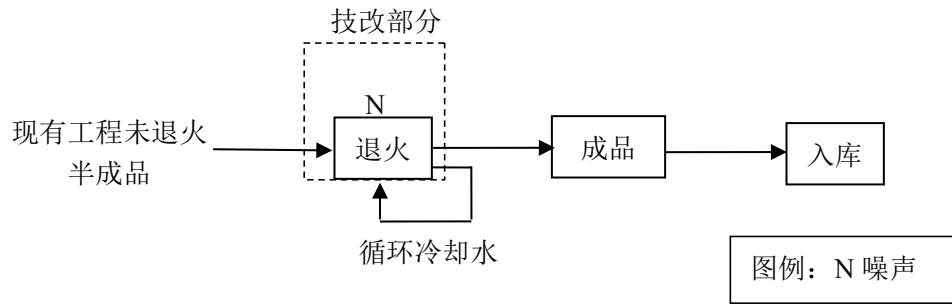 技改部分
N
现有工程未退火
半成品
退火
成品
入库
循环冷却水
图例：N 噪声